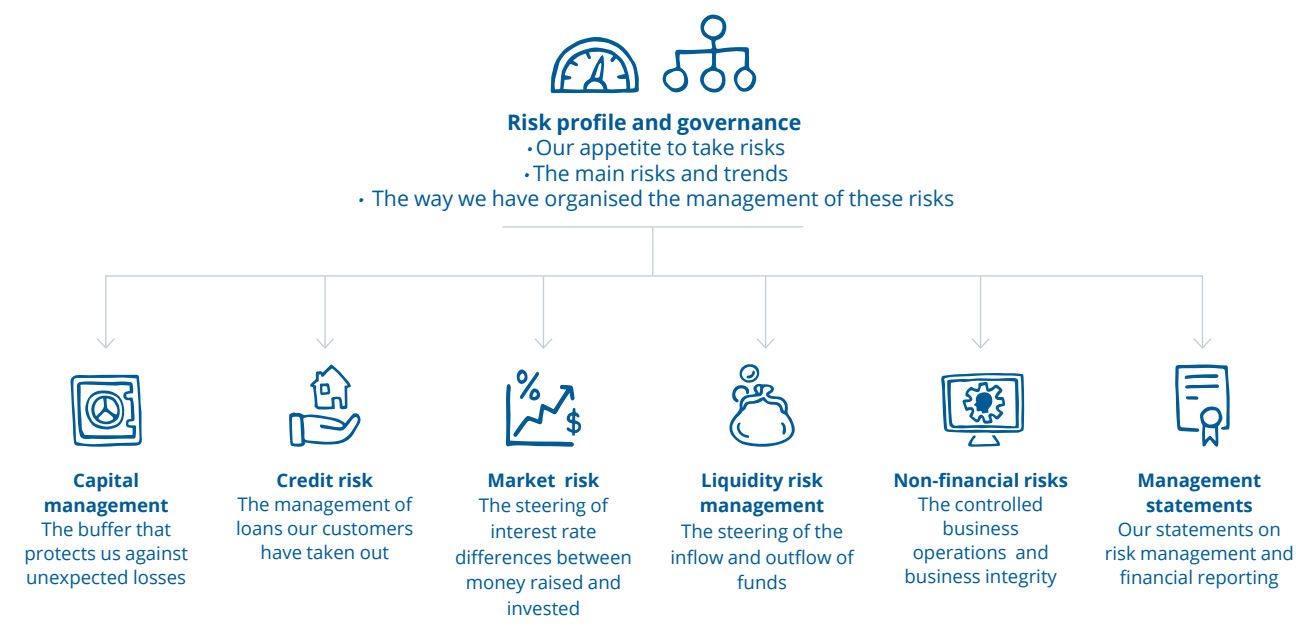 Risk profile and governance
• Our appetite to take risks
• The main risks and trends
• The way we have organised the management of these risks
%
$
Capital
management
The buffer that
protects us against
unexpected losses
Credit risk
The management of
loans our customers
have taken out
Market risk
The steering of
interest rate
differences between
money raised and
invested
Liquidity risk
management
The steering of the
inflow and outflow of
funds
Non-financial risks
The controlled
business
operations and
business integrity
Management
statements
Our statements on
risk management and
financial reporting